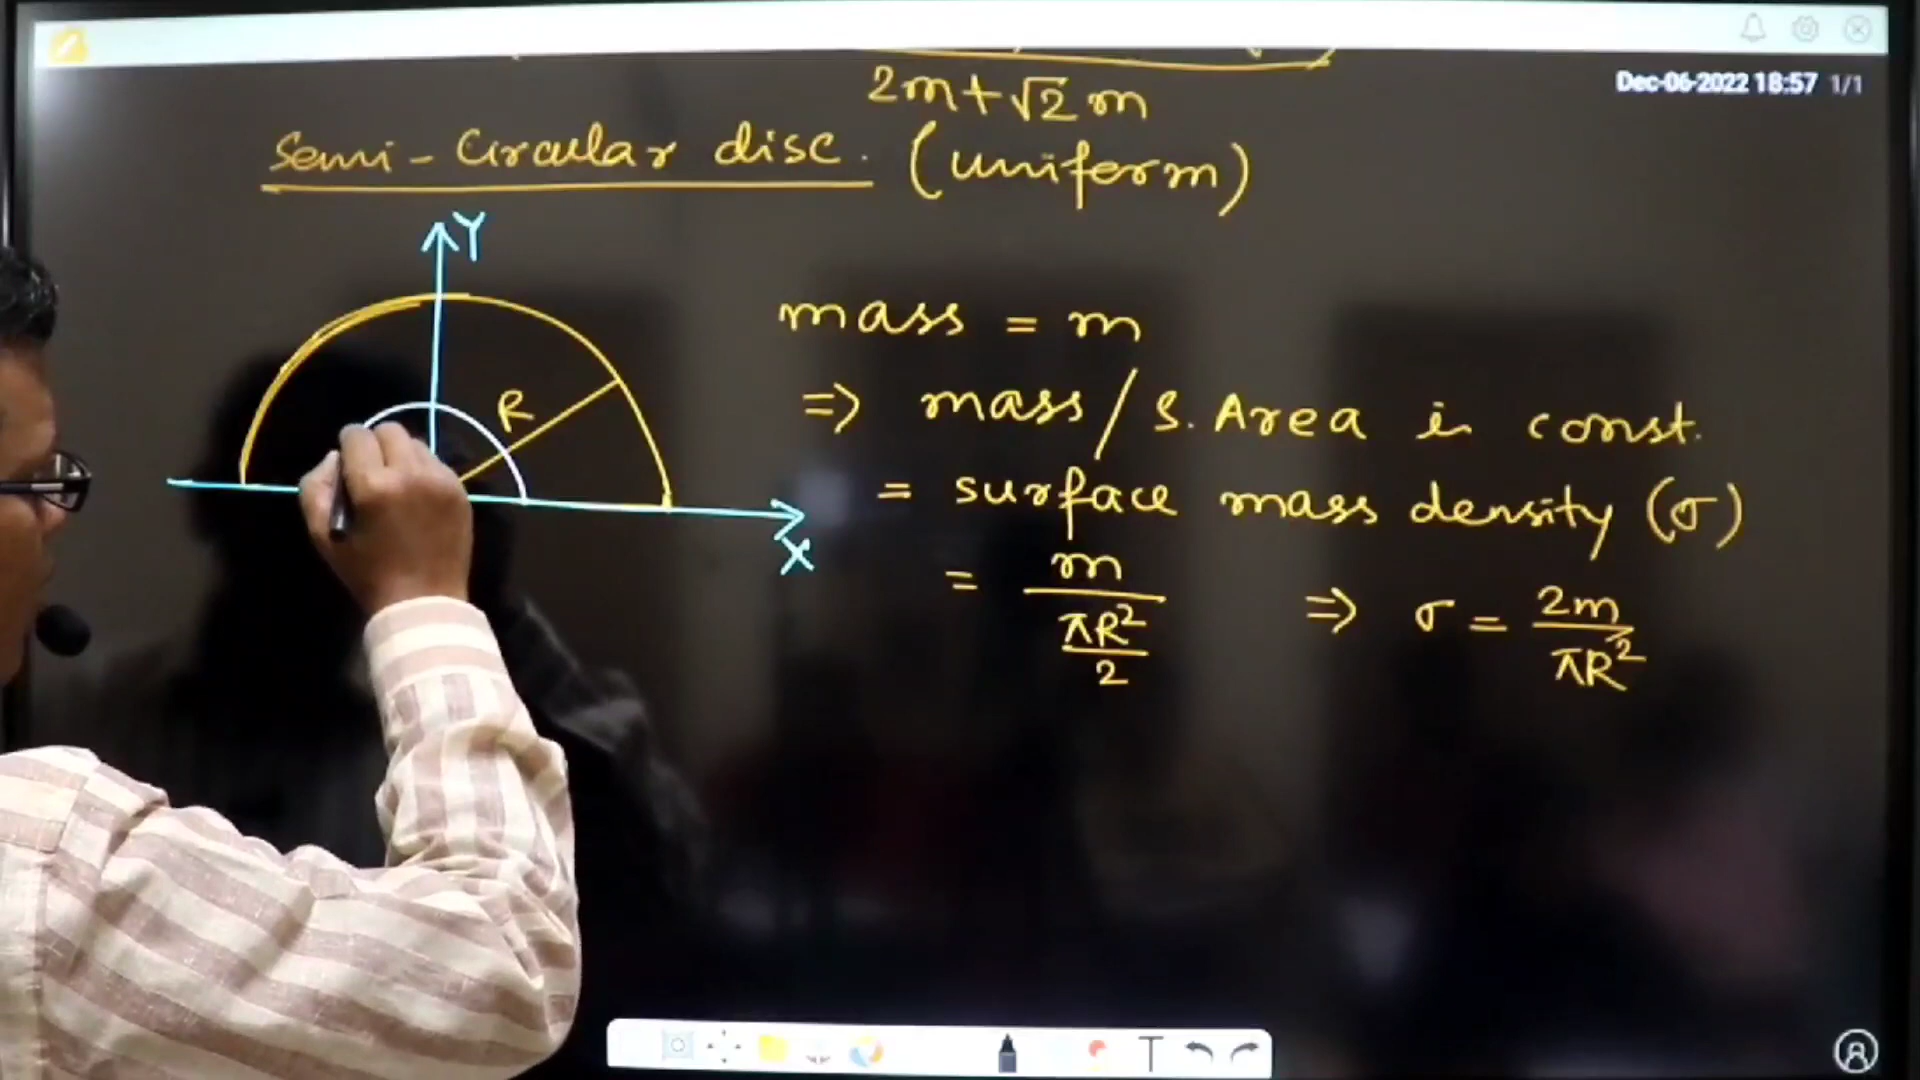 Dec-06-2022 18:57 1/1
2m+√2 m
Semi - Circular disc. (uniform)
Y
R
X
mass = m
⇒ mass / S. Area is const.
= surface mass density (σ)
= m / (πR² / 2) ⇒ σ = 2m / πR²
T